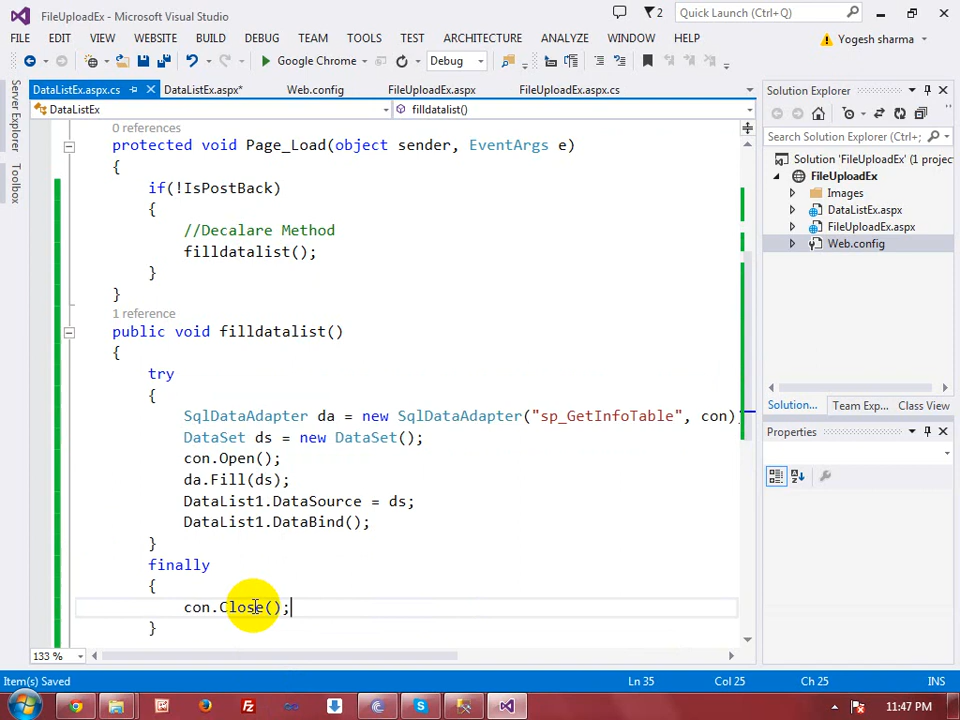 FileUploadEx - Microsoft Visual Studio
2
Quick Launch (Ctrl+Q)
FILE EDIT VIEW WEBSITE BUILD DEBUG TEAM TOOLS TEST ARCHITECTURE ANALYZE WINDOW HELP
Yogesh sharma
Google Chrome
Debug
DataListEx.aspx.cs
DataListEx.aspx*
Web.config
FileUploadEx.aspx
FileUploadEx.aspx.cs
DataListEx
filldatalist()
Server Explorer
Toolbox
0 references
protected void Page_Load(object sender, EventArgs e)
{
if(!IsPostBack)
{
//Decalare Method
filldatalist();
}
}
1 reference
public void filldatalist()
{
try
{
SqlDataAdapter da = new SqlDataAdapter("sp_GetInfoTable", con)
DataSet ds = new DataSet();
con.Open();
da.Fill(ds);
DataList1.DataSource = ds;
DataList1.DataBind();
}
finally
{
con.Close();
}
133 %
Solution Explorer
Search Solution Explorer (Ctrl+;)
Solution 'FileUploadEx' (1 projec
FileUploadEx
Images
DataListEx.aspx
FileUploadEx.aspx
Web.config
Solution... Team Exp... Class View
Properties
Item(s) Saved
Ln 35
Col 25
Ch 25
INS
11:47 PM